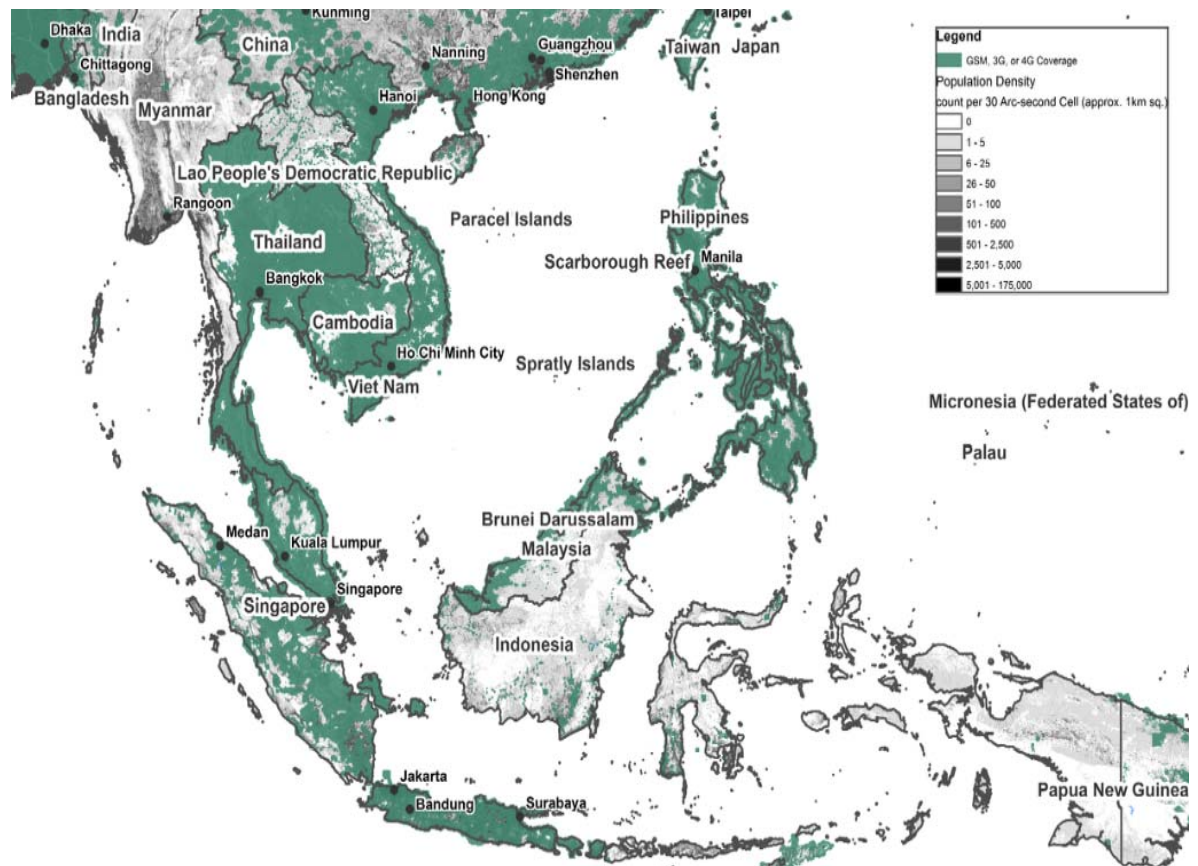 Kunming
Taipei
Dhaka
India
China
Nanning
Guangzhou
Taiwan
Japan
Chittagong
Shenzhen
Bangladesh
Myanmar
Hanoi
Hong Kong
Lao People's Democratic Republic
Rangoon
Paracel Islands
Philippines
Thailand
Scarborough Reef
Manila
Bangkok
Cambodia
Ho Chi Minh City
Spratly Islands
Viet Nam
Micronesia (Federated States of)
Palau
Brunei Darussalam
Medan
Kuala Lumpur
Malaysia
Singapore
Singapore
Indonesia
Jakarta
Bandung
Surabaya
Papua New Guinea
Legend
GSM, 3G, or 4G Coverage
Population Density
count per 30 Arc-second Cell (approx. 1km sq.)
0
1 - 5
6 - 25
26 - 50
51 - 100
101 - 500
501 - 2,500
2,501 - 5,000
5,001 - 175,000